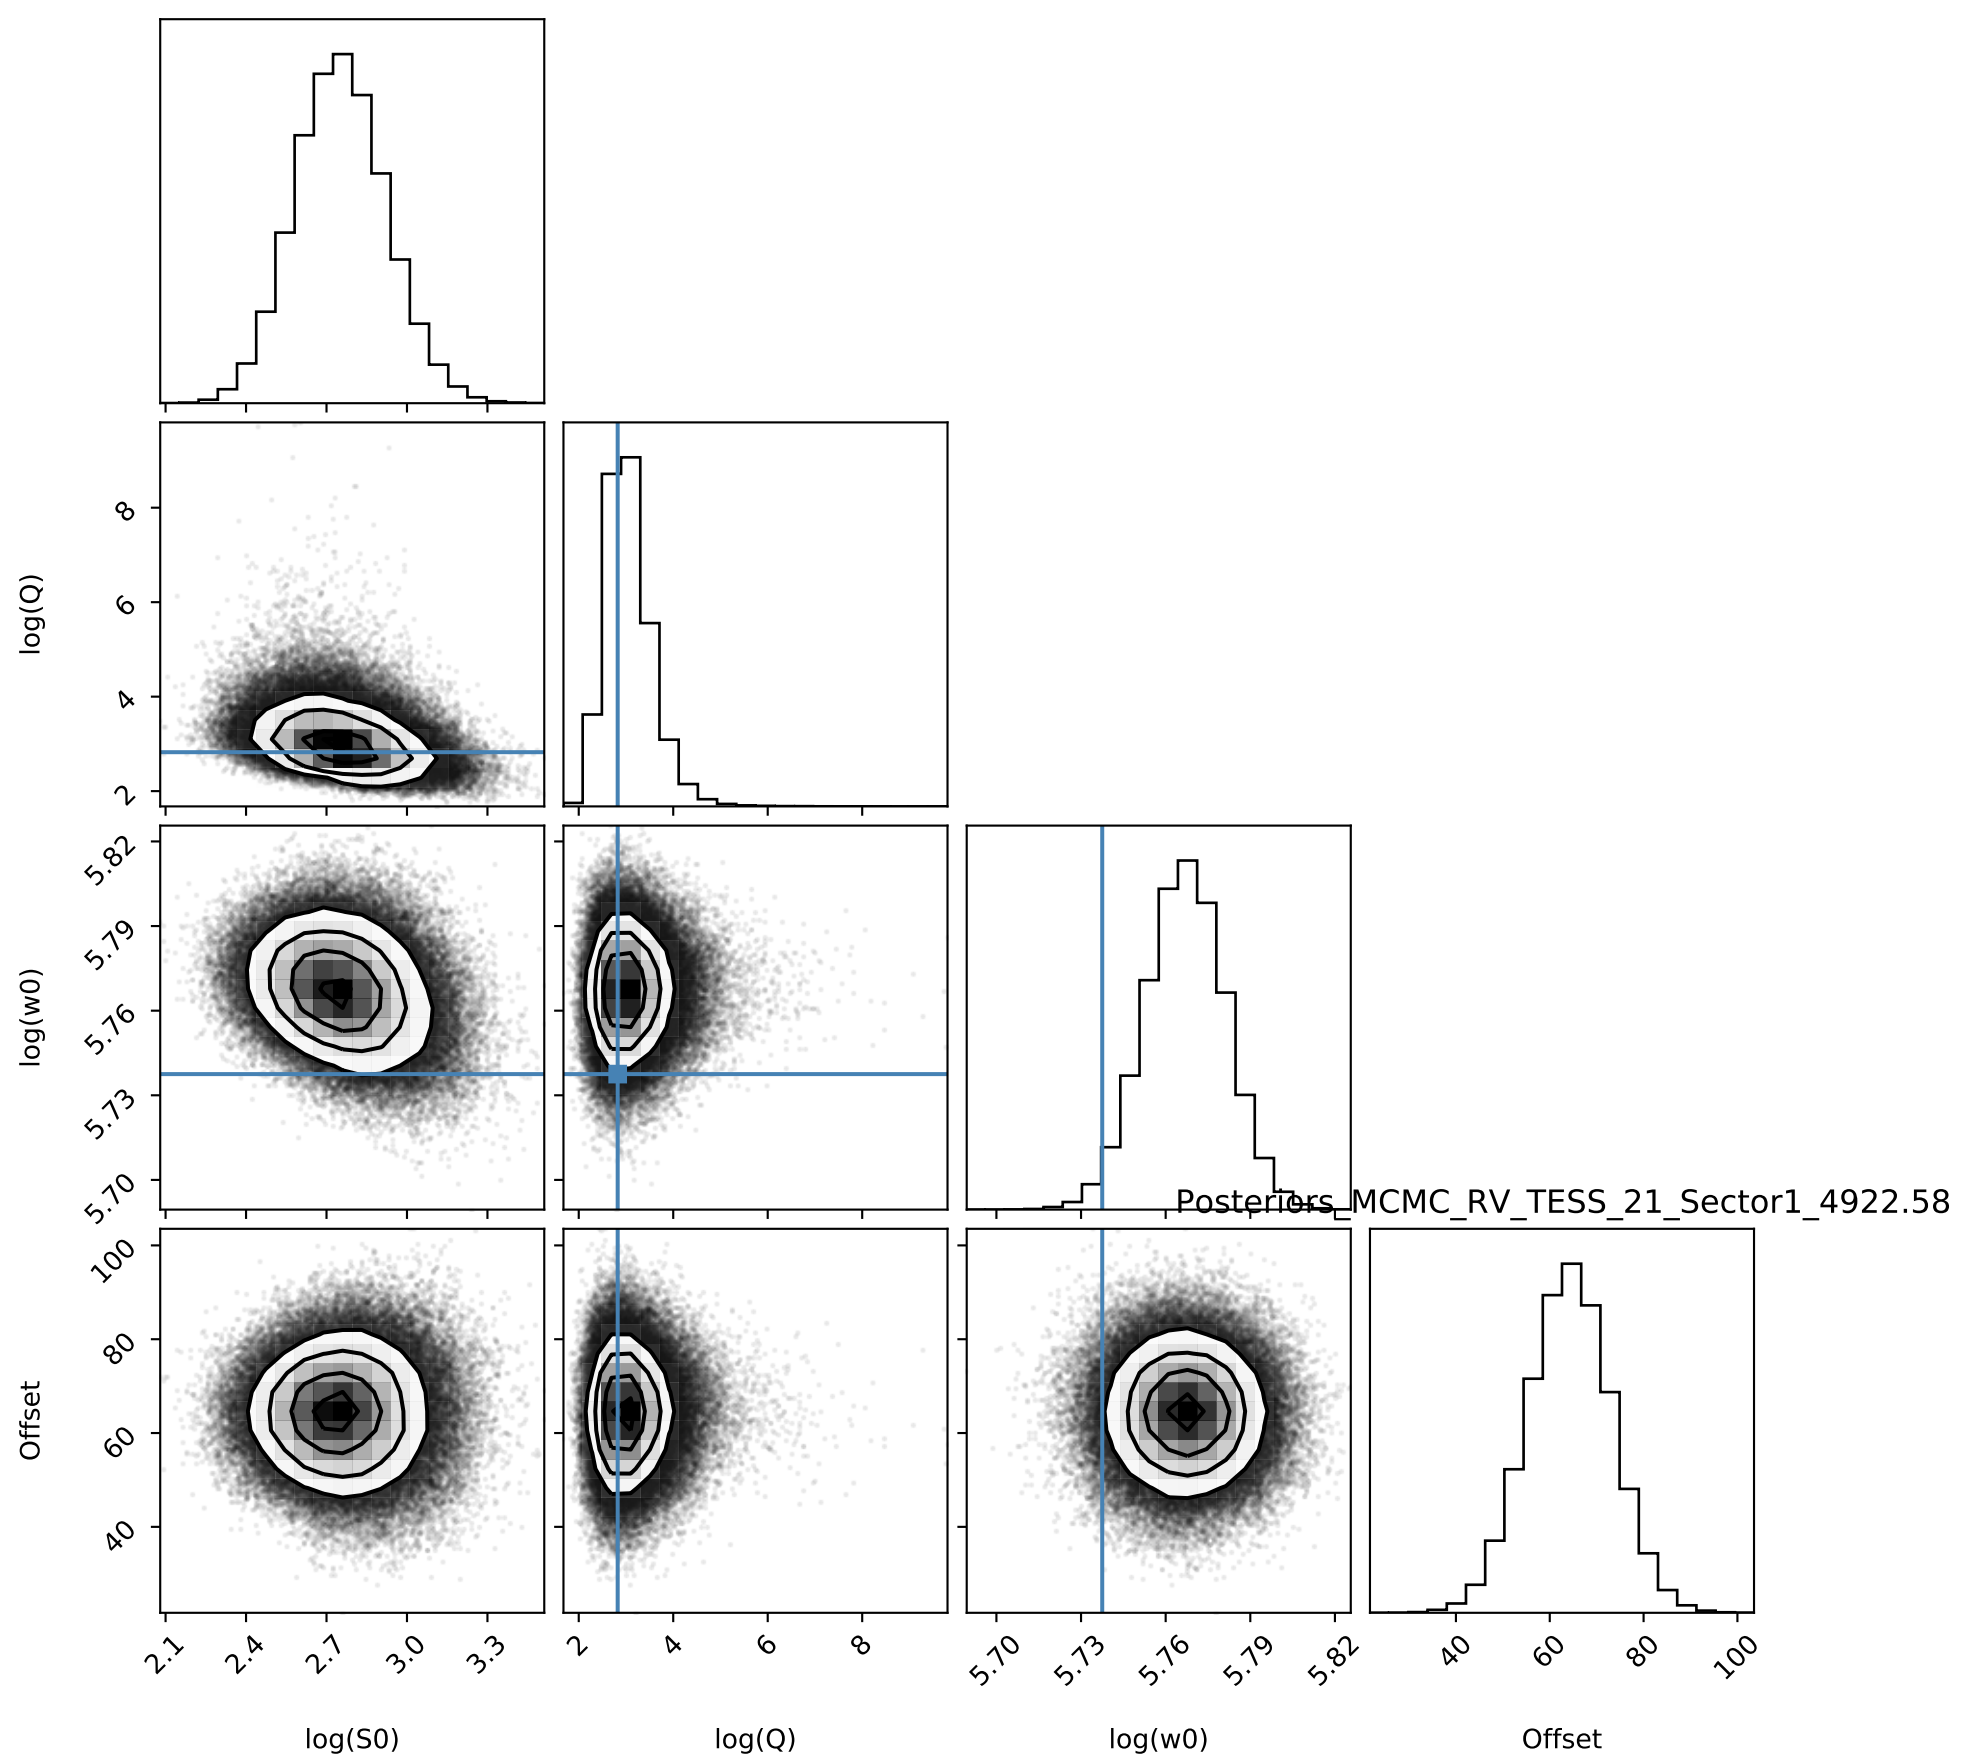 log(Q)
8
6
4
2
log(w0)
5.82
5.79
5.76
5.73
5.70
Posteriors_MCMC_RV_TESS_21_Sector1_4922.58
Offset
100
80
60
40
2.1 2.4 2.7 3.0 3.3
2 4 6 8
5.70 5.73 5.76 5.79 5.82
40 60 80 100
log(S0) log(Q) log(w0) Offset